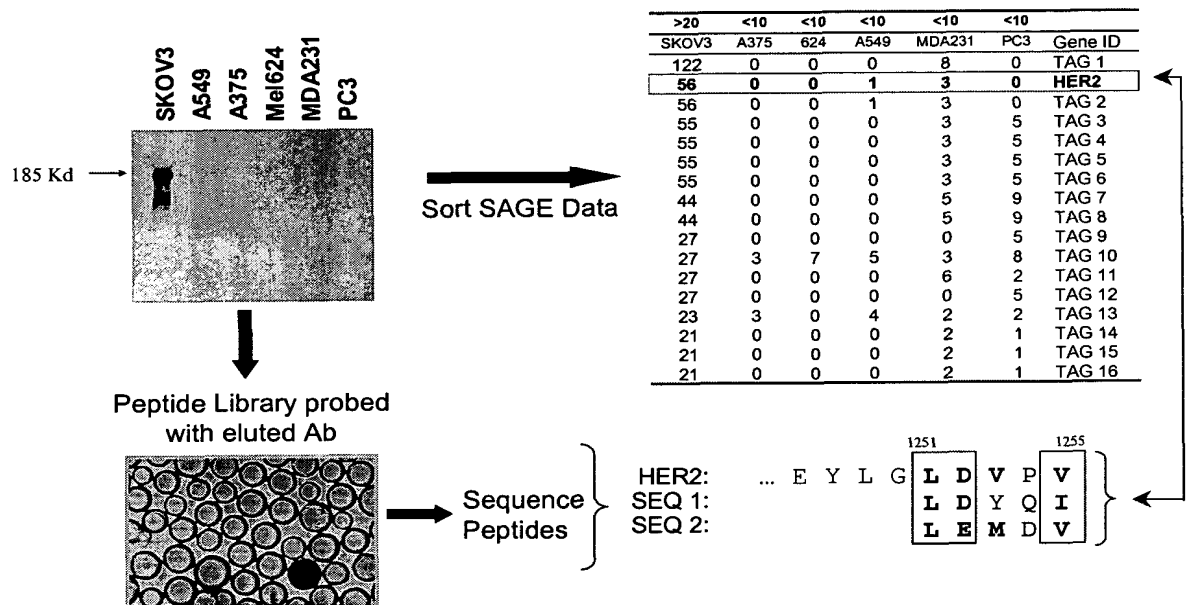 SKOV3
A549
A375
Mel624
MDA231
PC3
185 Kd
Sort SAGE Data
>20 <10 <10 <10 <10 <10
SKOV3 A375 624 A549 MDA231 PC3 Gene ID
122 0 0 0 8 0 TAG 1
56 0 0 1 3 0 HER2
56 0 0 1 3 0 TAG 2
55 0 0 0 3 5 TAG 3
55 0 0 0 3 5 TAG 4
55 0 0 0 3 5 TAG 5
55 0 0 0 3 5 TAG 6
44 0 0 0 5 9 TAG 7
44 0 0 0 5 9 TAG 8
27 0 0 0 0 5 TAG 9
27 3 7 5 3 8 TAG 10
27 0 0 0 6 2 TAG 11
27 0 0 0 0 5 TAG 12
23 3 0 4 2 2 TAG 13
21 0 0 0 2 1 TAG 14
21 0 0 0 2 1 TAG 15
21 0 0 0 2 1 TAG 16
Peptide Library probed
with eluted Ab
Sequence
Peptides
1251 1255
HER2: ... E Y L G L D V P V
SEQ 1: L D Y Q I
SEQ 2: L E M D V